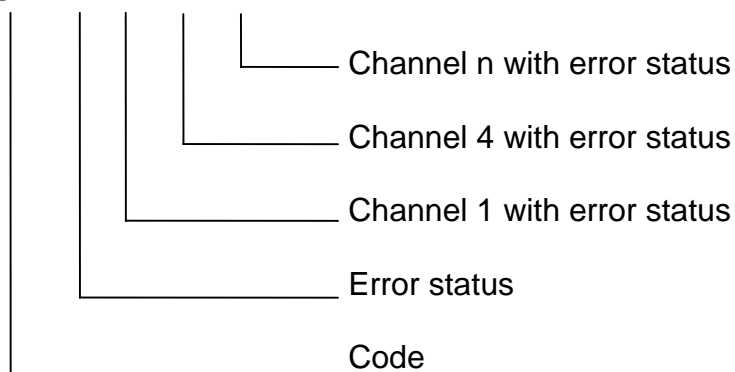 Channel n with error status
Channel 4 with error status
Channel 1 with error status
Error status
Code